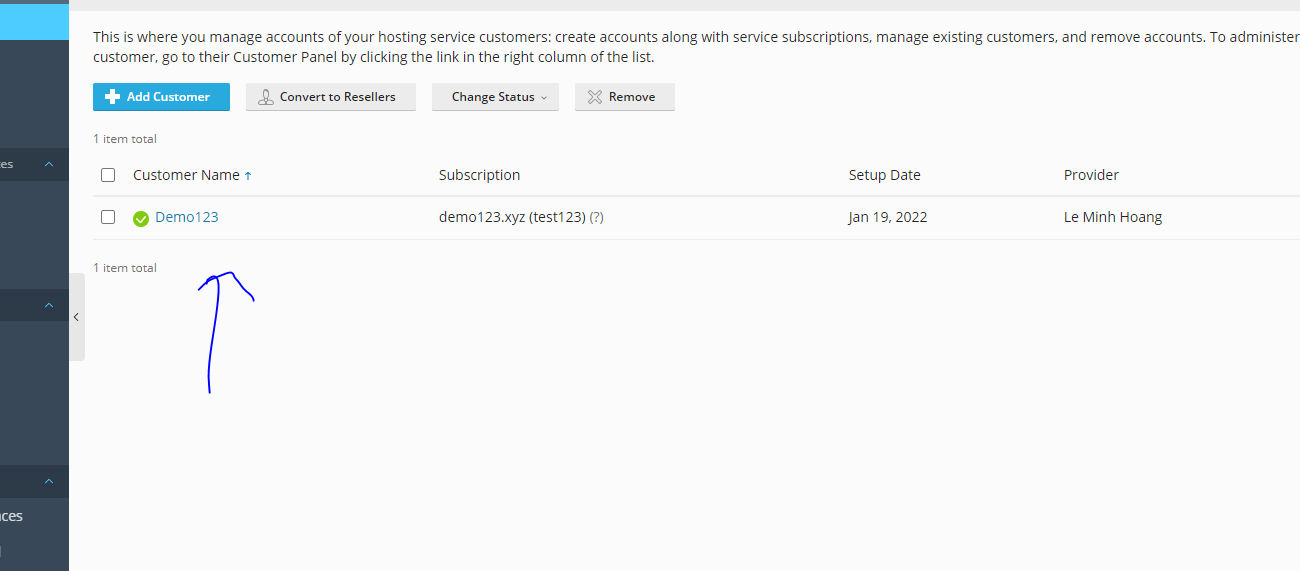 This is where you manage accounts of your hosting service customers: create accounts along with service subscriptions, manage existing customers, and remove accounts. To administer
customer, go to their Customer Panel by clicking the link in the right column of the list.
Add Customer Convert to Resellers Change Status Remove
1 item total
Customer Name ↑ Subscription Setup Date Provider
Demo123 demo123.xyz (test123) (?) Jan 19, 2022 Le Minh Hoang
1 item total